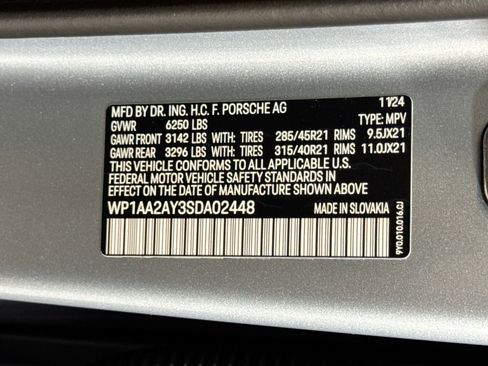 MFD BY DR. ING. H.C. F. PORSCHE AG 11/24
GVWR 6250 LBS TYPE: MPV
GAWR FRONT 3142 LBS WITH: TIRES 285/45R21 RIMS 9.5JX21
GAWR REAR 3296 LBS WITH: TIRES 315/40R21 RIMS 11.0JX21
THIS VEHICLE CONFORMS TO ALL APPLICABLE U.S.
FEDERAL MOTOR VEHICLE SAFETY STANDARDS IN
EFFECT ON THE DATE OF MANUFACTURE SHOWN ABOVE.
WP1AA2AY3SDA02448 MADE IN SLOVAKIA
9Y0.010.016.CJ